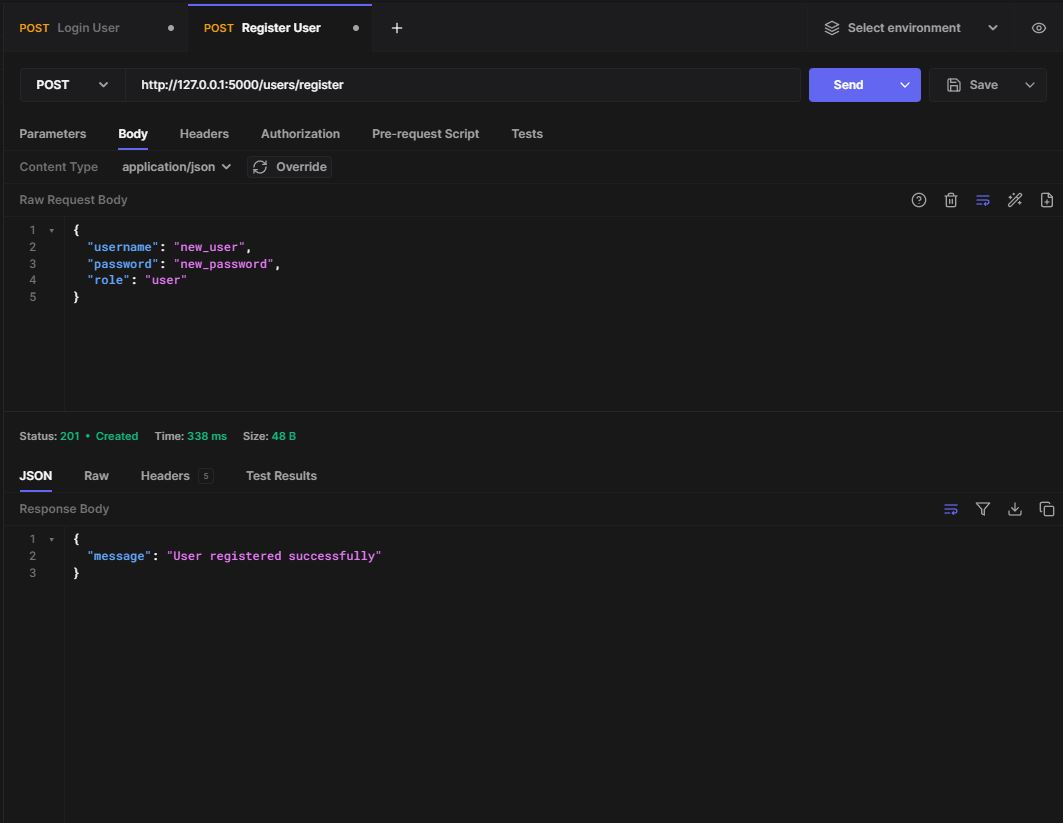 POST Login User
POST Register User
Select environment
POST
http://127.0.0.1:5000/users/register
Send
Save
Parameters Body Headers Authorization Pre-request Script Tests
Content Type application/json Override
Raw Request Body
1 {
2 "username": "new_user",
3 "password": "new_password",
4 "role": "user"
5 }
Status: 201 • Created Time: 338 ms Size: 48 B
JSON Raw Headers 5 Test Results
Response Body
1 {
2 "message": "User registered successfully"
3 }